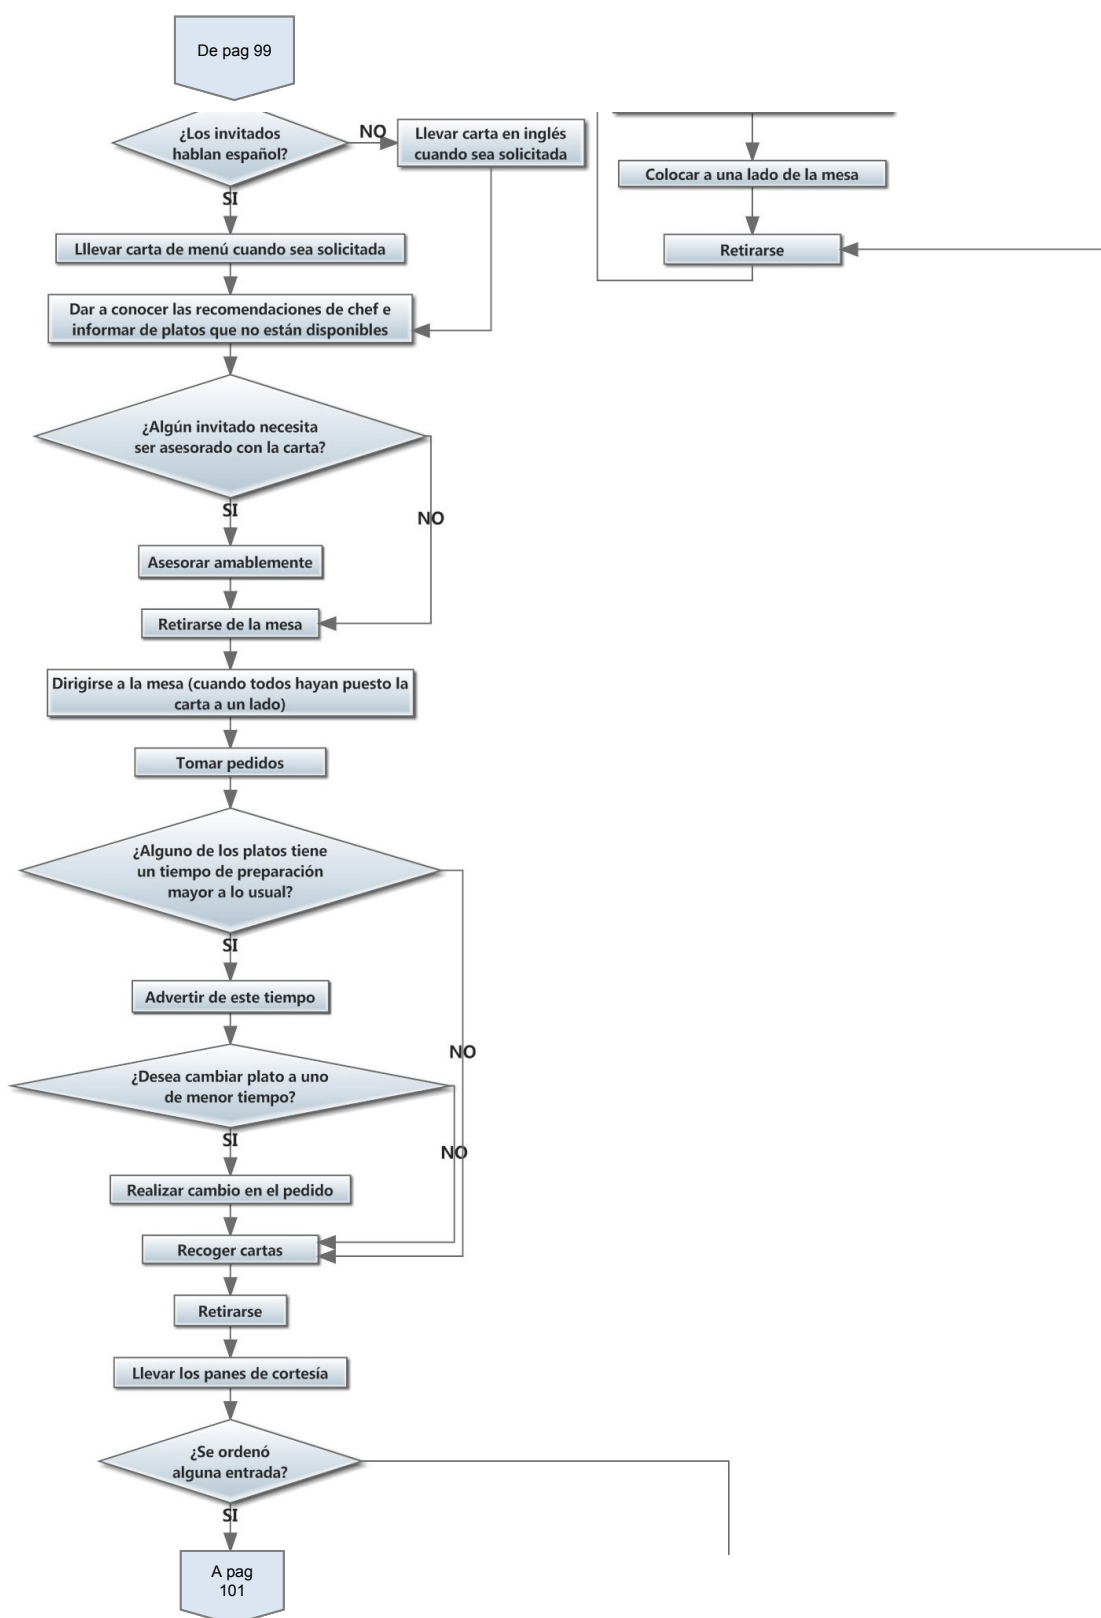 De pag 99
¿Los invitados
hablan español?
NO
Llevar carta en inglés
cuando sea solicitada
SI
Lllevar carta de menú cuando sea solicitada
Dar a conocer las recomendaciones de chef e
informar de platos que no están disponibles
¿Algún invitado necesita
ser asesorado con la carta?
SI
NO
Asesorar amablemente
Retirarse de la mesa
Dirigirse a la mesa (cuando todos hayan puesto la
carta a un lado)
Tomar pedidos
¿Alguno de los platos tiene
un tiempo de preparación
mayor a lo usual?
SI
Advertir de este tiempo
NO
¿Desea cambiar plato a uno
de menor tiempo?
SI
NO
Realizar cambio en el pedido
Recoger cartas
Retirarse
Llevar los panes de cortesía
¿Se ordenó
alguna entrada?
SI
A pag
101
Colocar a una lado de la mesa
Retirarse